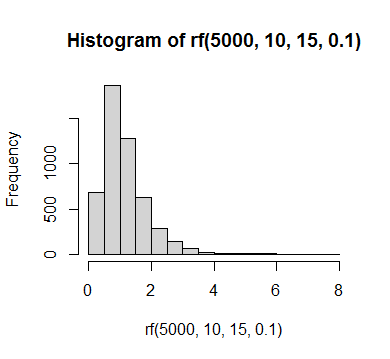 Histogram of rf(5000, 10, 15, 0.1)
Frequency
1000
500
0
0 2 4 6 8
rf(5000, 10, 15, 0.1)